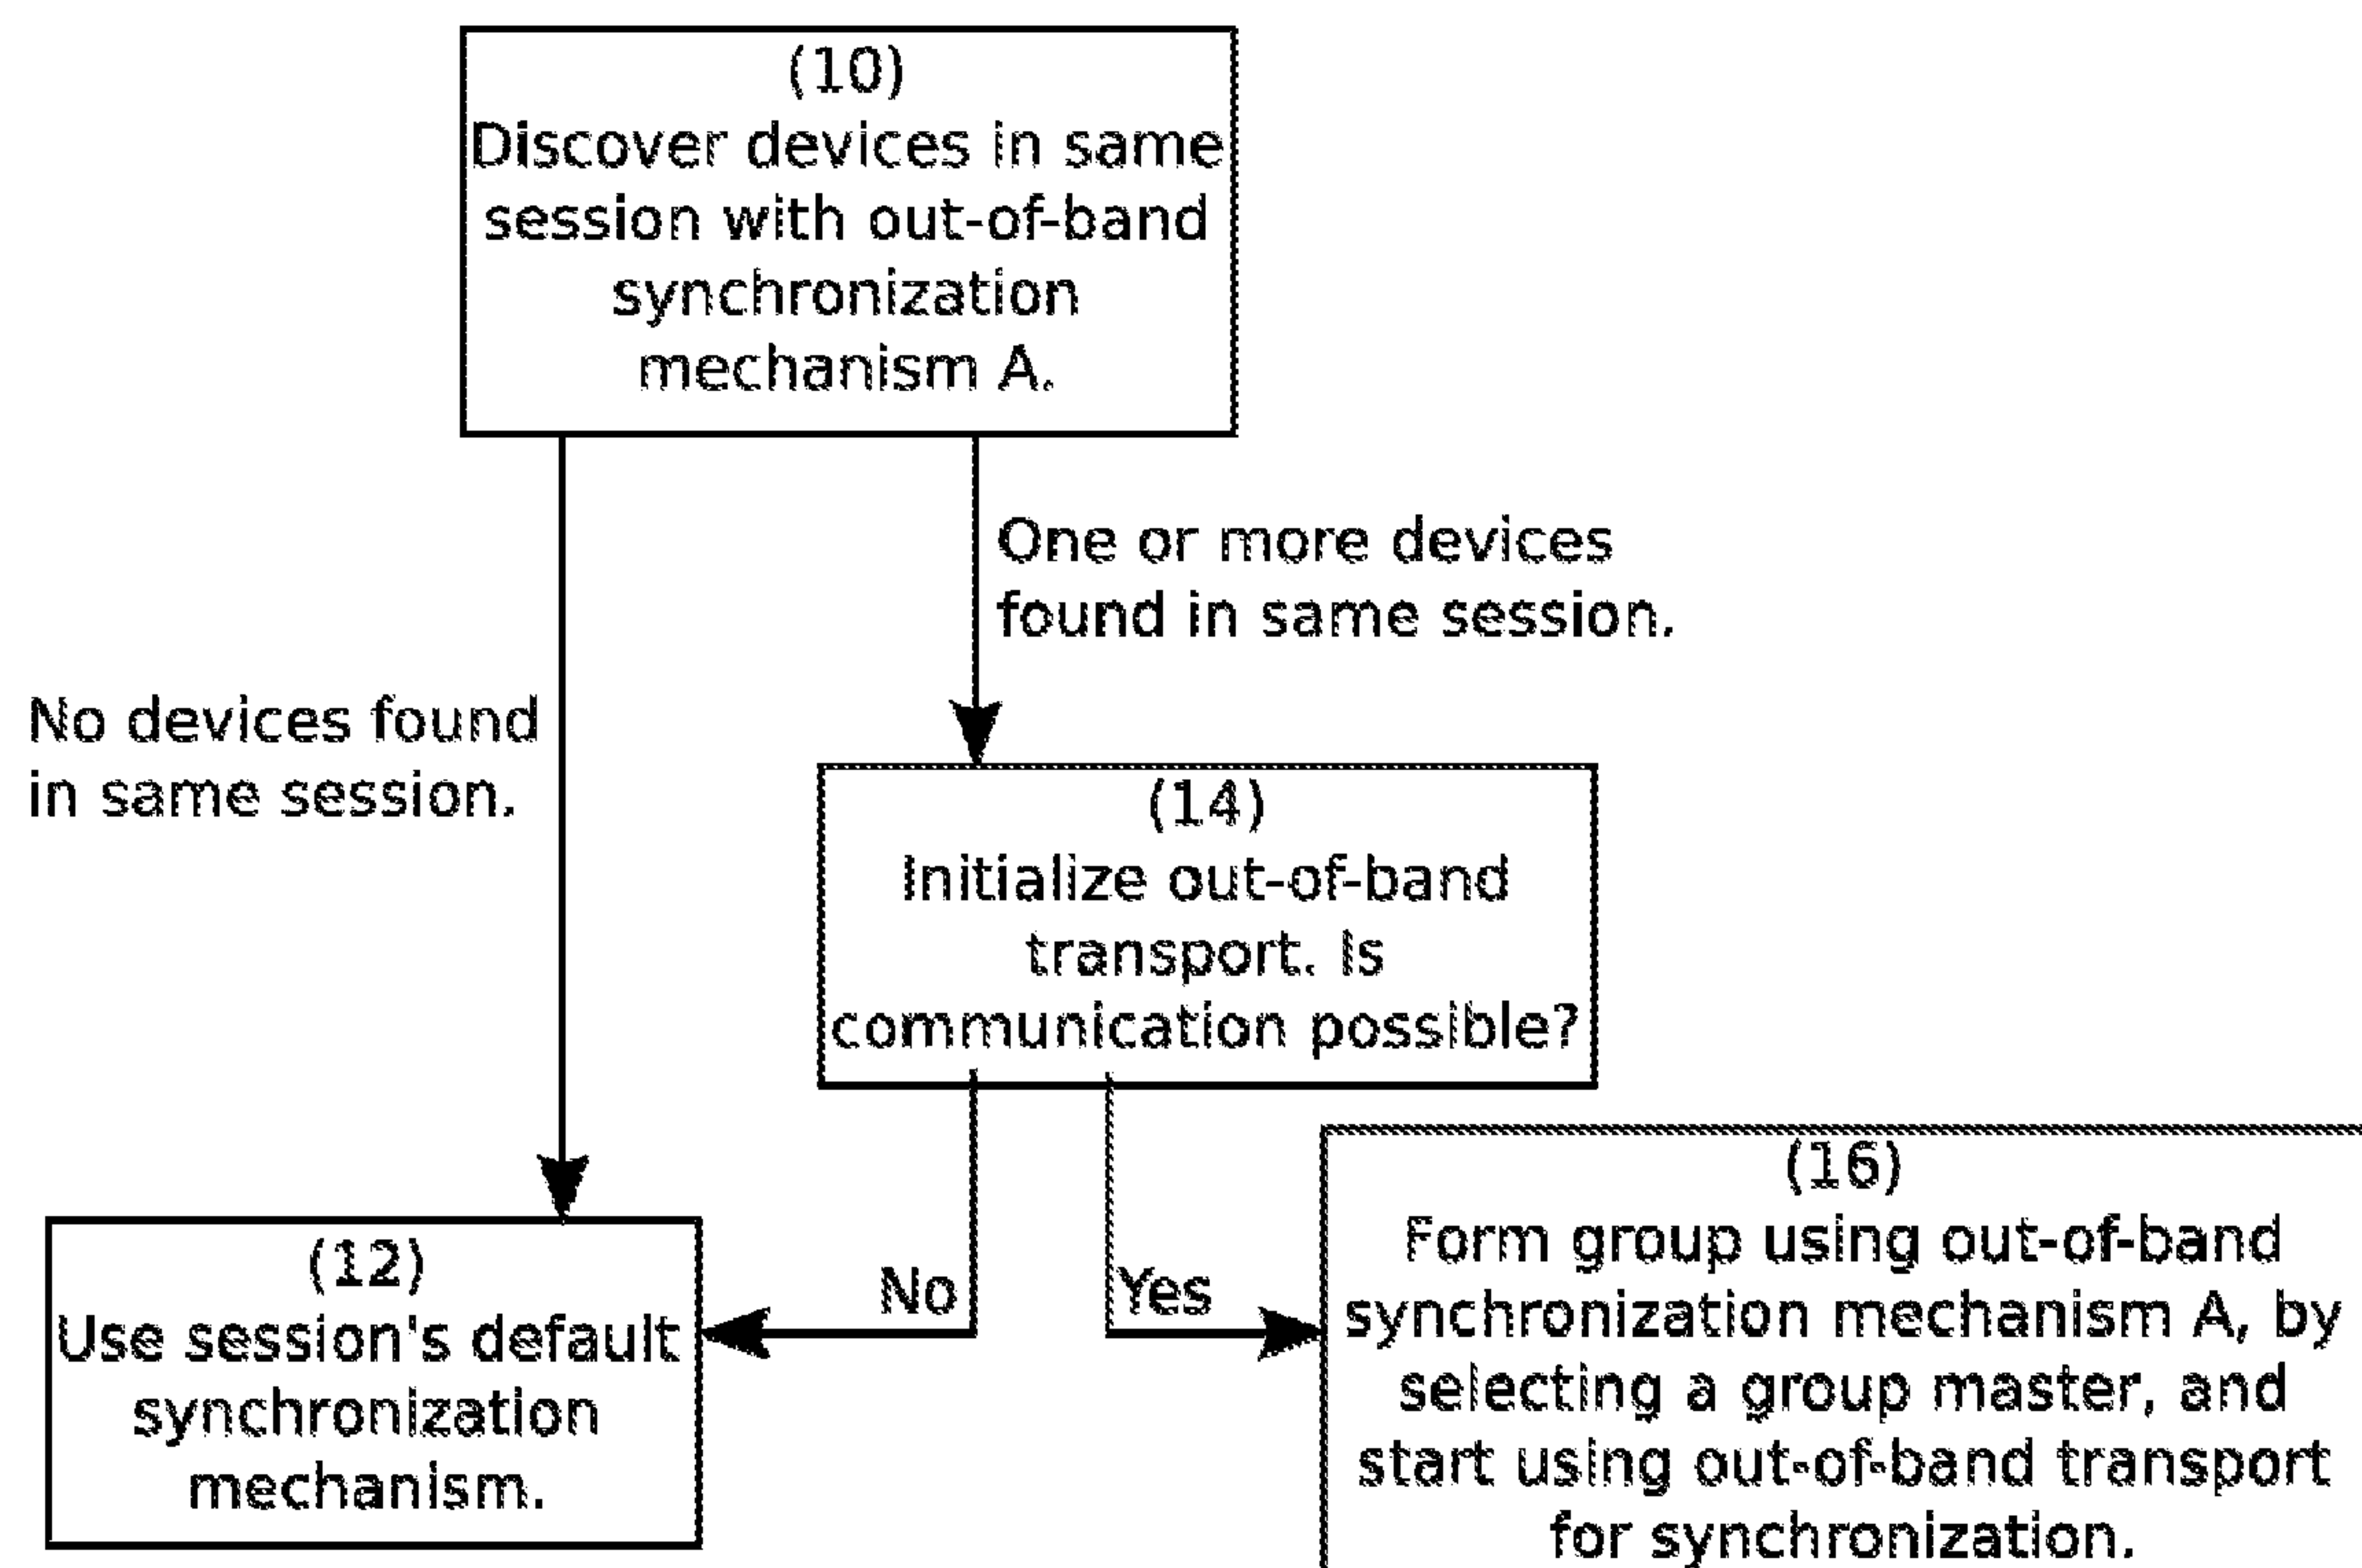 (10)
Discover devices in same
session with out-of-band
synchronization
mechanism A.
One or more devices
found in same session.
No devices found
in same session.
(14)
Initialize out-of-band
transport. Is
communication possible?
No
Yes
(12)
Use session's default
synchronization
mechanism.
(16)
Form group using out-of-band
synchronization mechanism A, by
selecting a group master, and
start using out-of-band transport
for synchronization.